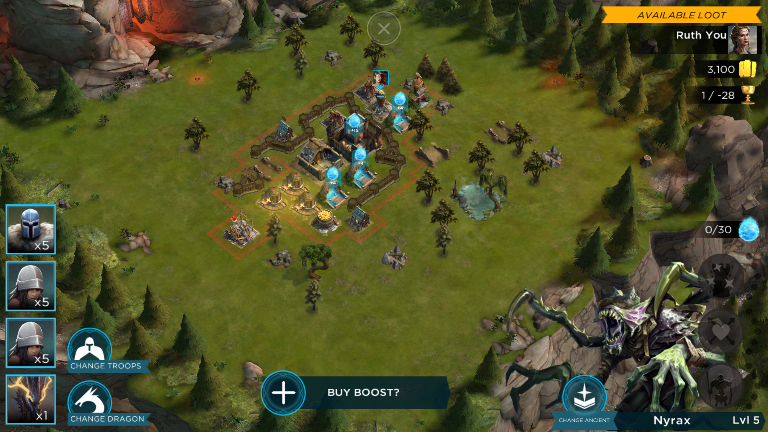 AVAILABLE LOOT
Ruth You
3,100
1 / -28
0/30
x5
x5
x5
CHANGE TROOPS
x1
CHANGE DRAGON
BUY BOOST?
CHANGE ANCIENT
Nyrax Lvl 5